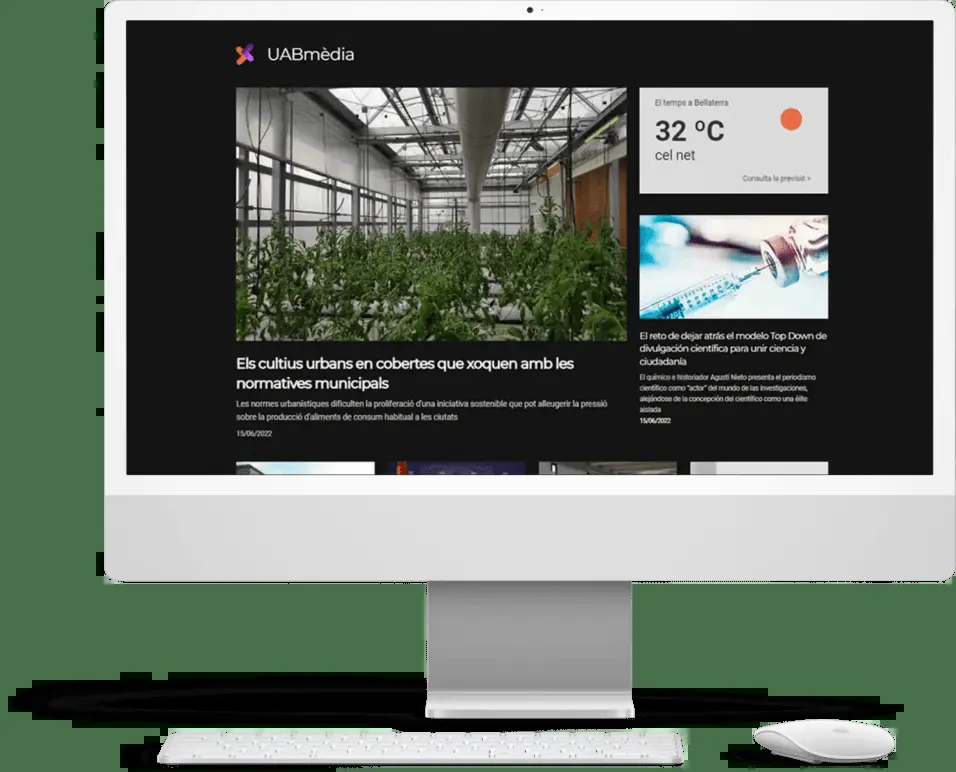 UABmèdia
Els cultius urbans en cobertes que xoquen amb les
normatives municipals
Les normes urbanístiques dificulten la proliferació d'una iniciativa sostenible que pot alleugerir la pressió
sobre la producció d'aliments de consum habitual a les ciutats
15/06/2022
El temps a Bellaterra
32 ºC
cel net
Consulta la previsió >
El reto de dejar atrás el modelo Top Down de
divulgación científica para unir ciencia y
ciudadanía
El químico e historiador Agustí Nieto presenta el periodismo
científico como "actor" del mundo de las investigaciones,
alejándose de la concepción del científico como una élite
aislada
15/06/2022